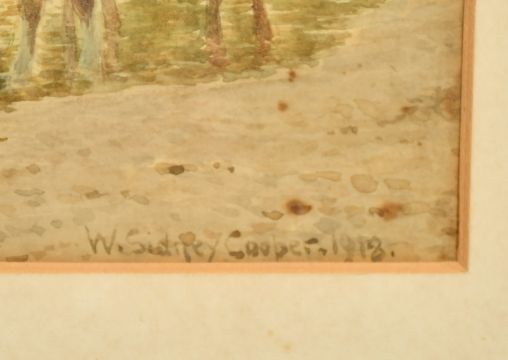 W. Sidney Cooper. 1918.